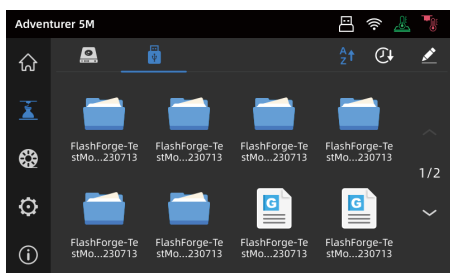 Adventurer 5M
A
Z
FlashForge-Te FlashForge-Te FlashForge-Te FlashForge-Te
stMo...230713 stMo...230713 stMo...230713 stMo...230713
1/2
G G
FlashForge-Te FlashForge-Te FlashForge-Te FlashForge-Te
stMo...230713 stMo...230713 stMo...230713 stMo...230713